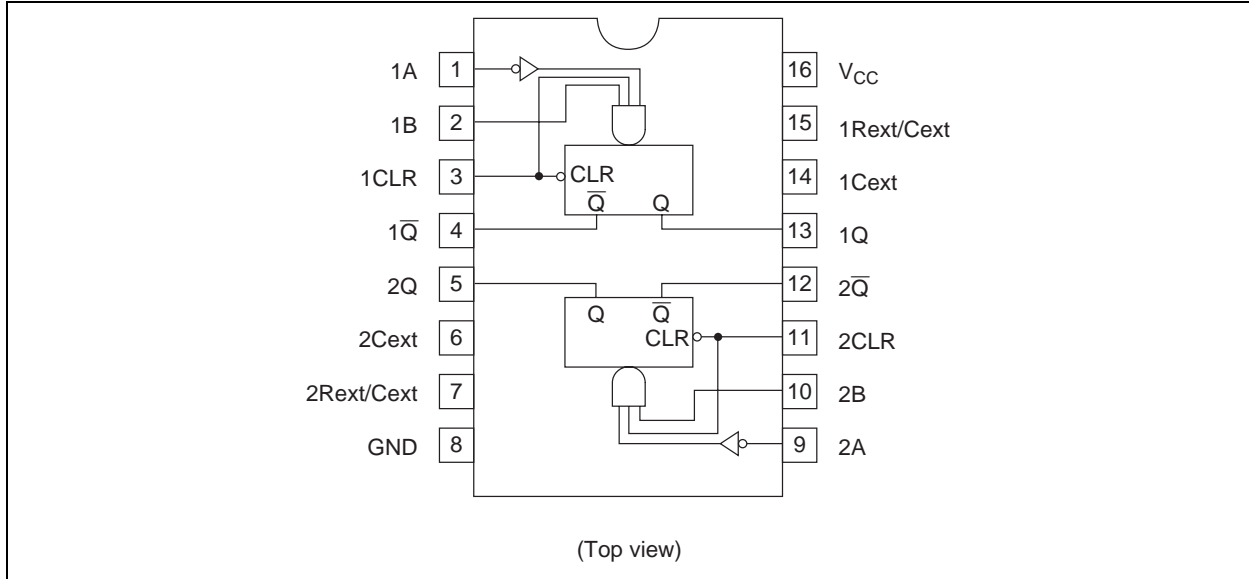 1A 1 16 VCC
1B 2 15 1Rext/Cext
1CLR 3 CLR 14 1Cext
Q̅ Q
1Q̅ 4 13 1Q
2Q 5 12 2Q̅
Q Q̅
2Cext 6 CLR 11 2CLR
2Rext/Cext 7 10 2B
GND 8 9 2A
(Top view)